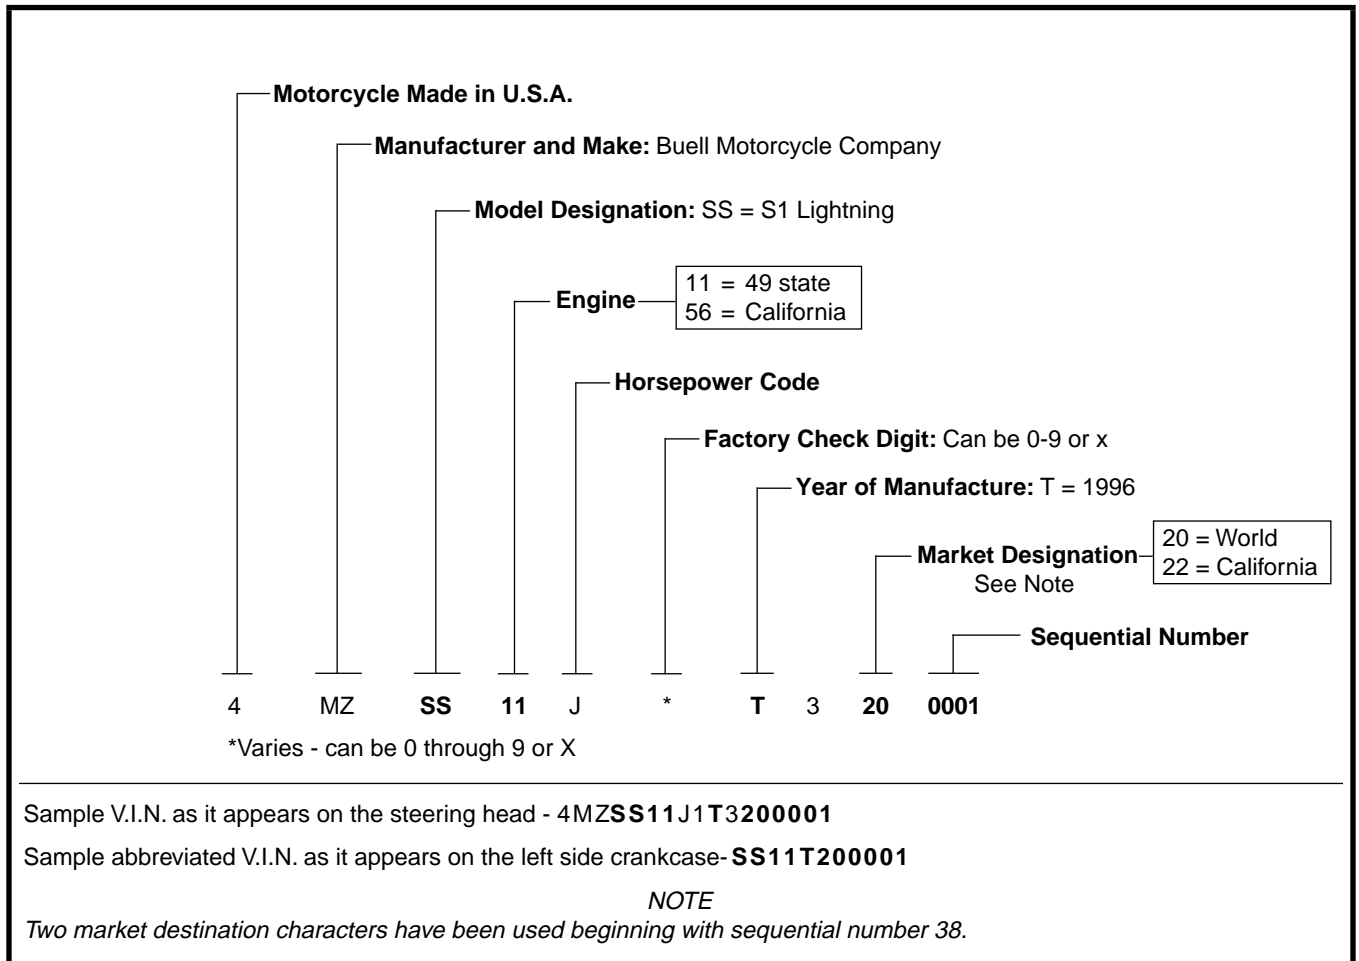 Motorcycle Made in U.S.A.
Manufacturer and Make: Buell Motorcycle Company
Model Designation: SS = S1 Lightning
Engine
11 = 49 state
56 = California
Horsepower Code
Factory Check Digit: Can be 0-9 or x
Year of Manufacture: T = 1996
Market Designation
See Note
20 = World
22 = California
Sequential Number
4 MZ SS 11 J * T 3 20 0001
*Varies - can be 0 through 9 or X
Sample V.I.N. as it appears on the steering head - 4MZSS11J1T3200001
Sample abbreviated V.I.N. as it appears on the left side crankcase- SS11T200001
NOTE
Two market destination characters have been used beginning with sequential number 38.